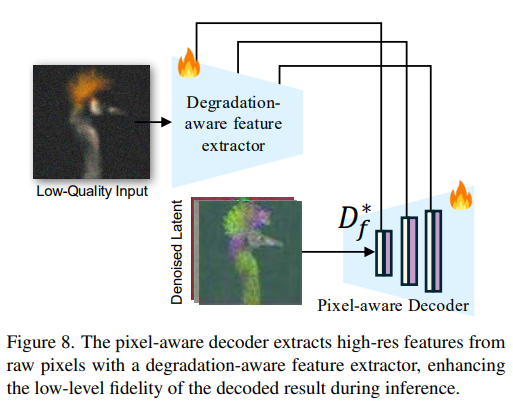 Degradation-
aware feature
extractor
Low-Quality Input
Denoised Latent
D_f^*
Pixel-aware Decoder
Figure 8. The pixel-aware decoder extracts high-res features from
raw pixels with a degradation-aware feature extractor, enhancing
the low-level fidelity of the decoded result during inference.